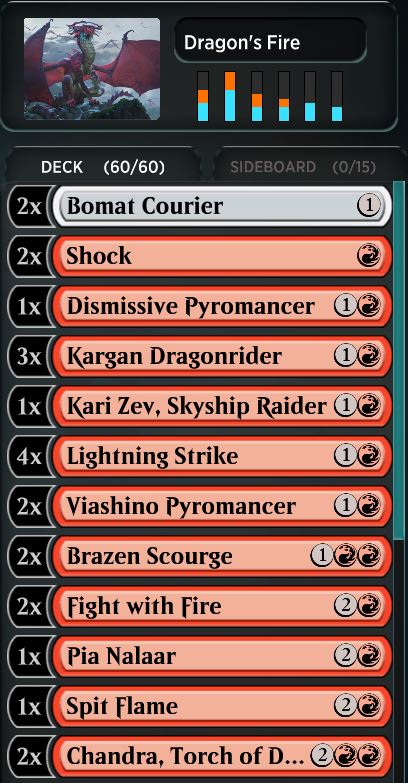 Dragon's Fire
DECK (60/60) SIDEBOARD (0/15)
2x Bomat Courier 1
2x Shock
1x Dismissive Pyromancer 1
3x Kargan Dragonrider 1
1x Kari Zev, Skyship Raider 1
4x Lightning Strike 1
2x Viashino Pyromancer 1
2x Brazen Scourge 1
2x Fight with Fire 2
1x Pia Nalaar 2
1x Spit Flame 2
2x Chandra, Torch of D... 2